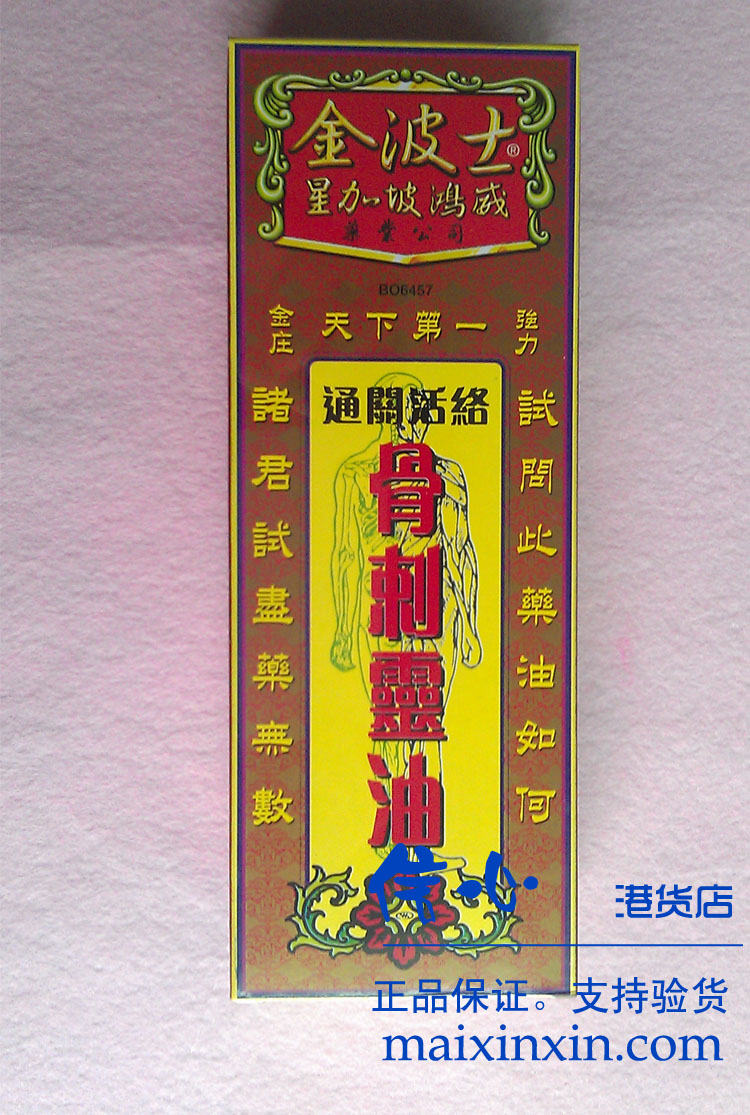 金波士®
星加坡鴻威
藥業公司
BO6457
金庄
天下第一
強力
通關活絡
骨刺靈油
諸君試盡藥無數
試問此藥油如何
信·心·
港货店
正品保证。支持验货
maixinxin.com